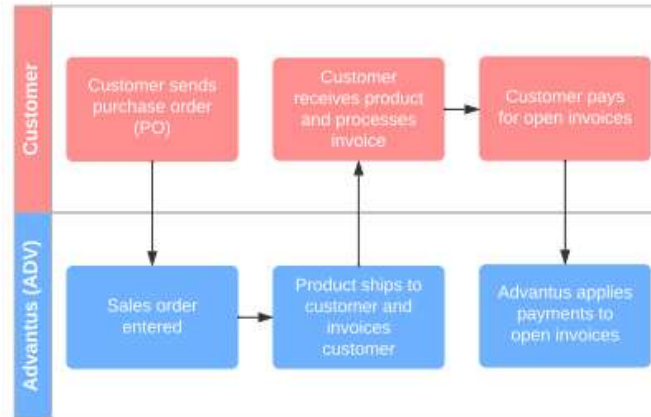 Customer
Customer sends
purchase order
(PO)
Customer
receives product
and processes
invoice
Customer pays
for open invoices
Advantus (ADV)
Sales order
entered
Product ships to
customer and
invoices
customer
Advantus applies
payments to
open invoices